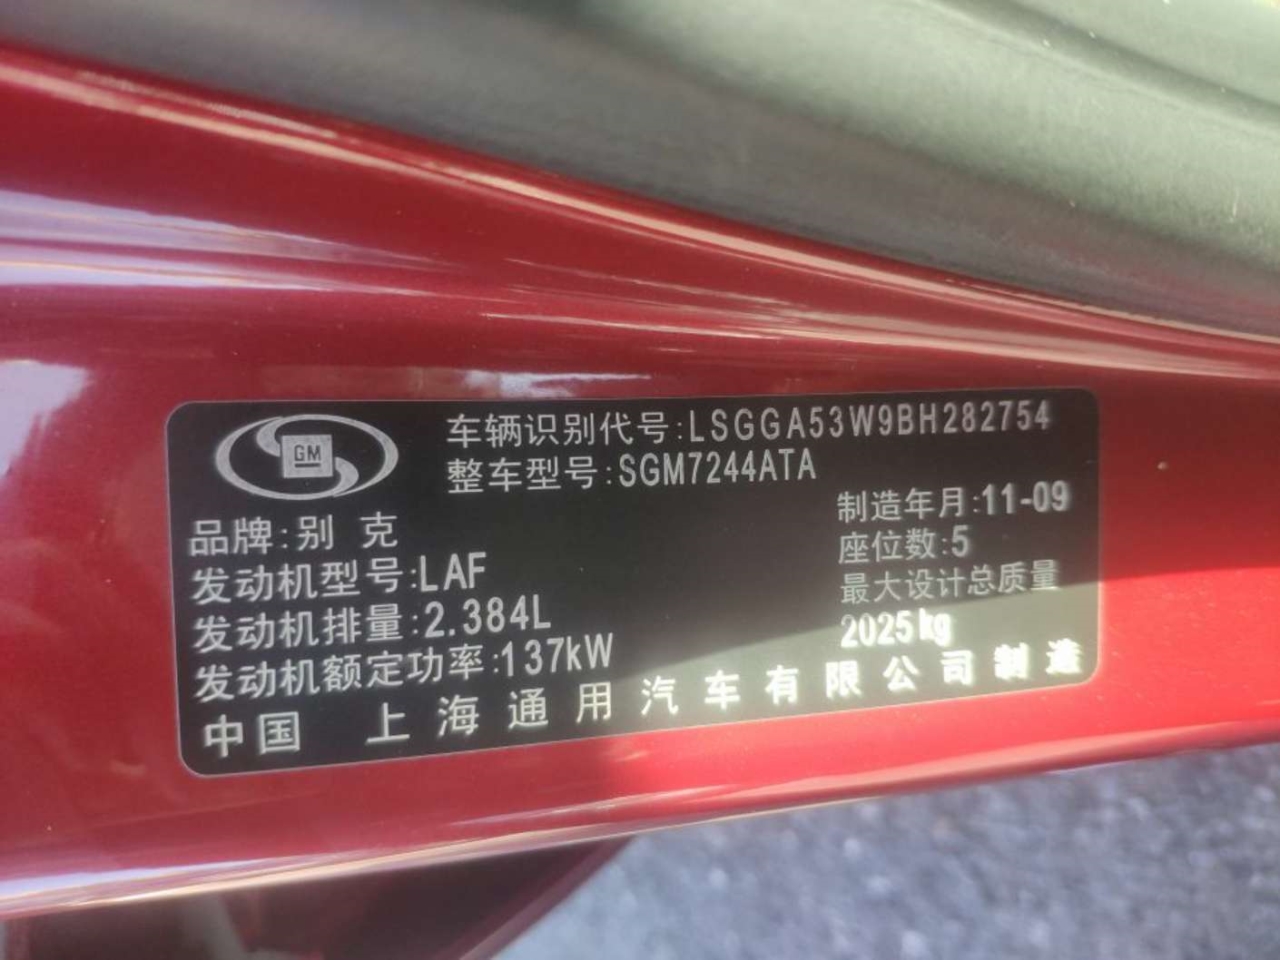 GM
车辆识别代号:LSGGA53W9BH282754
整车型号:SGM7244ATA
品牌:别克
制造年月:11-09
发动机型号:LAF
座位数:5
发动机排量:2.384L
最大设计总质量
2025kg
发动机额定功率:137kW
中国 上海通用汽车有限公司制造